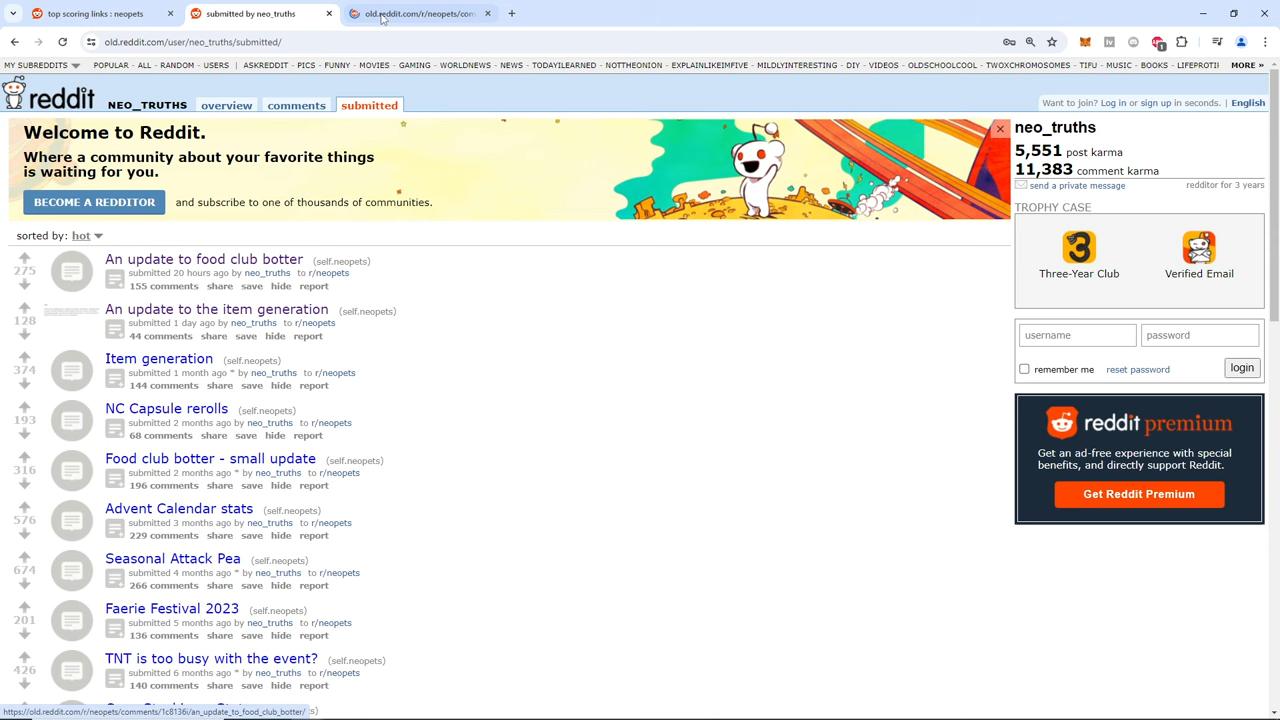 top scoring links : neopets
submitted by neo_truths
old.reddit.com/r/neopets/com
old.reddit.com/user/neo_truths/submitted/
MY SUBREDDITS POPULAR - ALL - RANDOM - USERS | ASKREDDIT - PICS - FUNNY - MOVIES - GAMING - WORLDNEWS - NEWS - TODAYILEARNED - NOTTHEONION - EXPLAINLIKEIMFIVE - MILDLYINTERESTING - DIY - VIDEOS - OLDSCHOOLCOOL - TWOXCHROMOSOMES - TIFU - MUSIC - BOOKS - LIFEPROTI MORE »
reddit NEO_TRUTHS overview comments submitted
Want to join? Log in or sign up in seconds. | English
Welcome to Reddit.
Where a community about your favorite things
is waiting for you.
BECOME A REDDITOR and subscribe to one of thousands of communities.
sorted by: hot
275
An update to food club botter (self.neopets)
submitted 20 hours ago by neo_truths to r/neopets
155 comments share save hide report
128
An update to the item generation (self.neopets)
submitted 1 day ago by neo_truths to r/neopets
44 comments share save hide report
374
Item generation (self.neopets)
submitted 1 month ago * by neo_truths to r/neopets
144 comments share save hide report
193
NC Capsule rerolls (self.neopets)
submitted 2 months ago by neo_truths to r/neopets
68 comments share save hide report
316
Food club botter - small update (self.neopets)
submitted 2 months ago * by neo_truths to r/neopets
196 comments share save hide report
576
Advent Calendar stats (self.neopets)
submitted 3 months ago by neo_truths to r/neopets
229 comments share save hide report
674
Seasonal Attack Pea (self.neopets)
submitted 4 months ago * by neo_truths to r/neopets
266 comments share save hide report
201
Faerie Festival 2023 (self.neopets)
submitted 5 months ago by neo_truths to r/neopets
136 comments share save hide report
426
TNT is too busy with the event? (self.neopets)
submitted 6 months ago by neo_truths to r/neopets
140 comments share save hide report
https://old.reddit.com/r/neopets/comments/1c8136i/an_update_to_food_club_botter/
neo_truths
5,551 post karma
11,383 comment karma
send a private message redditor for 3 years
TROPHY CASE
3
Three-Year Club Verified Email
username password
remember me reset password login
reddit premium
Get an ad-free experience with special
benefits, and directly support Reddit.
Get Reddit Premium